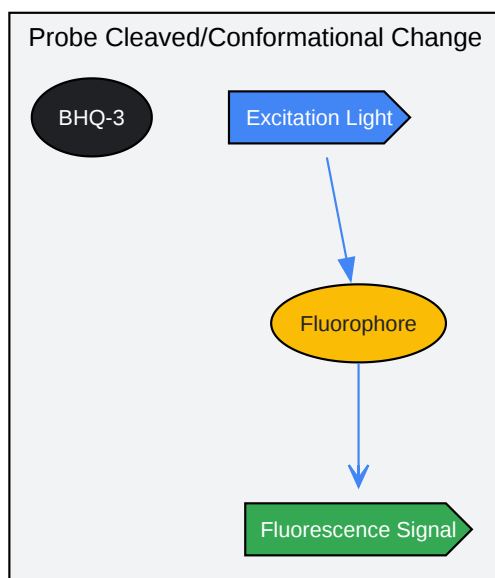 Probe Cleaved/Conformational Change
BHQ-3
Excitation Light
Fluorophore
Fluorescence Signal